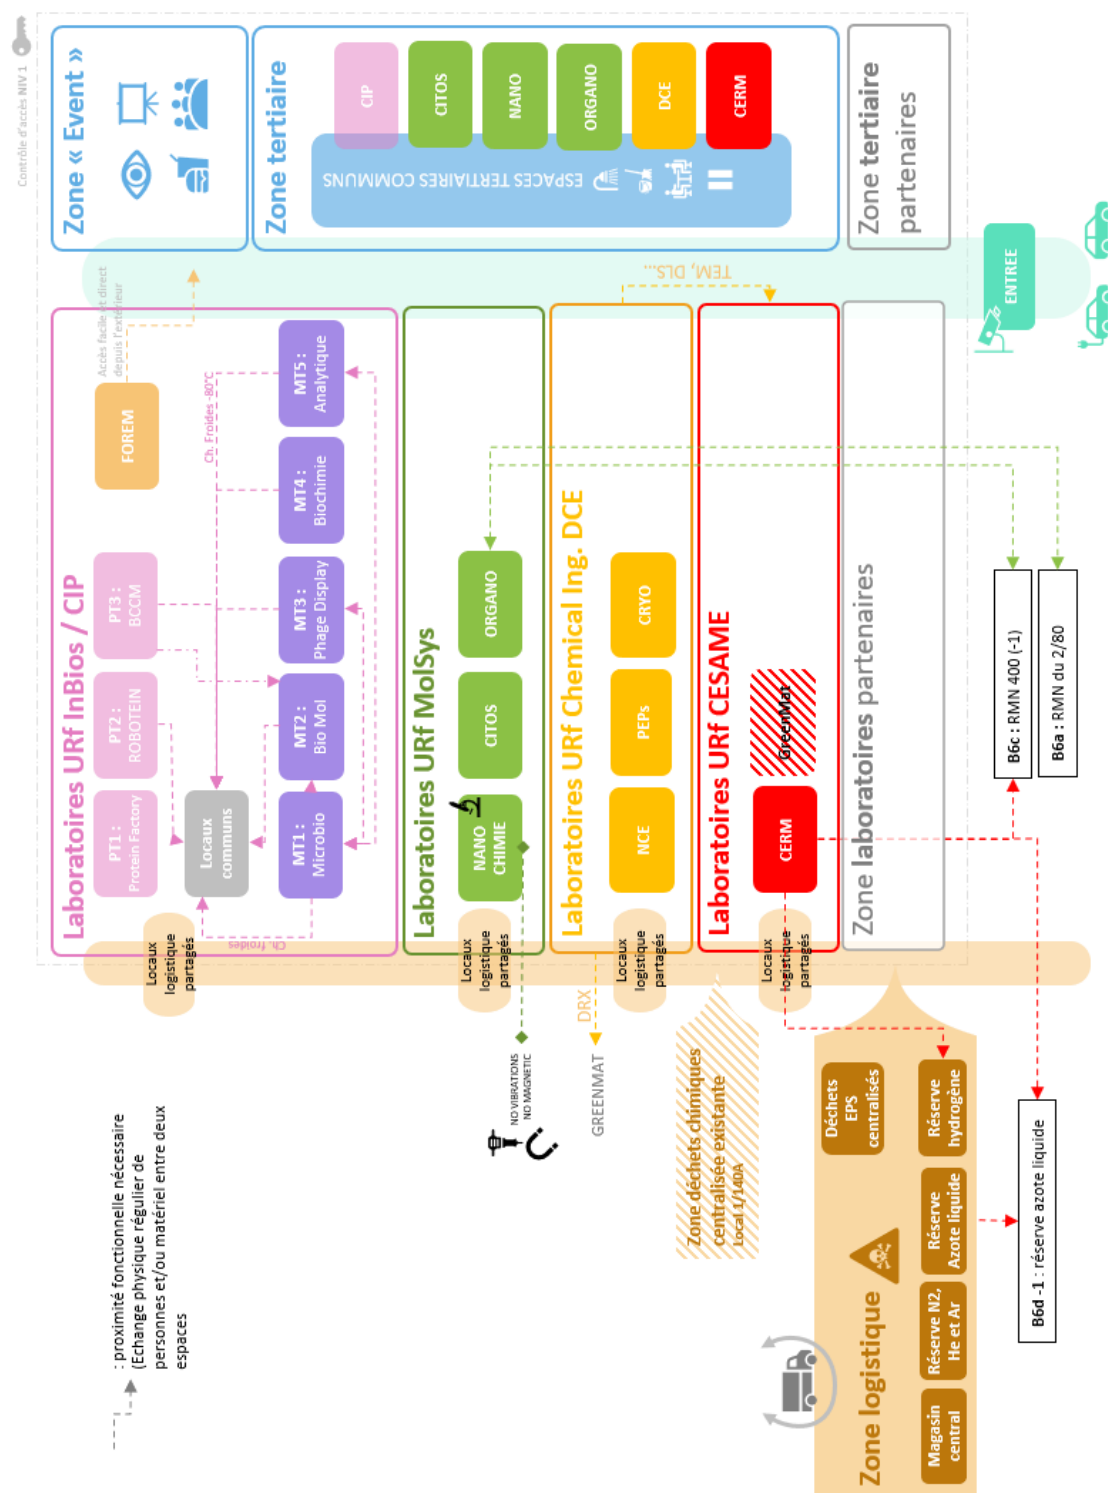 Contrôle d'accès NIV 1
Zone « Event »
Zone tertiaire
CIP
CITOS
NANO
ORGANO
DCE
CERM
ESPACES TERTIAIRES COMMUNS
Zone tertiaire
partenaires
ENTREE
Accès facile et direct
depuis l'extérieur
Laboratoires URf InBios / CIP
FOREM
PT1 :
Protein Factory
PT2 :
ROBOTEIN
PT3 :
BCCM
Locaux
communs
Ch. Froides -80°C
Ch. froides
MT1 :
Microbio
MT2 :
Bio Mol
MT3 :
Phage Display
MT4 :
Biochimie
MT5 :
Analytique
Locaux
logistique
partagés
Laboratoires URf MolSys
NANO
CHIMIE
CITOS
ORGANO
Locaux
logistique
partagés
NO VIBRATIONS
NO MAGNETIC
Laboratoires URf Chemical Ing. DCE
NCE
PEPs
CRYO
TEM, DLS...
Locaux
logistique
partagés
DRX
GREENMAT
Laboratoires URf CESAME
CERM
GreenMat
Locaux
logistique
partagés
Zone laboratoires partenaires
B6c : RMN 400 (-1)
B6a : RMN du 2/80
: proximité fonctionnelle nécessaire
(Echange physique régulier de
personnes et/ou matériel entre deux
espaces
Zone déchets chimiques
centralisée existante
Local 1/140A
Zone logistique
Déchets
EPS
centralisés
Magasin
central
Réserve N2,
He et Ar
Réserve
Azote liquide
Réserve
hydrogène
B6d -1 : réserve azote liquide